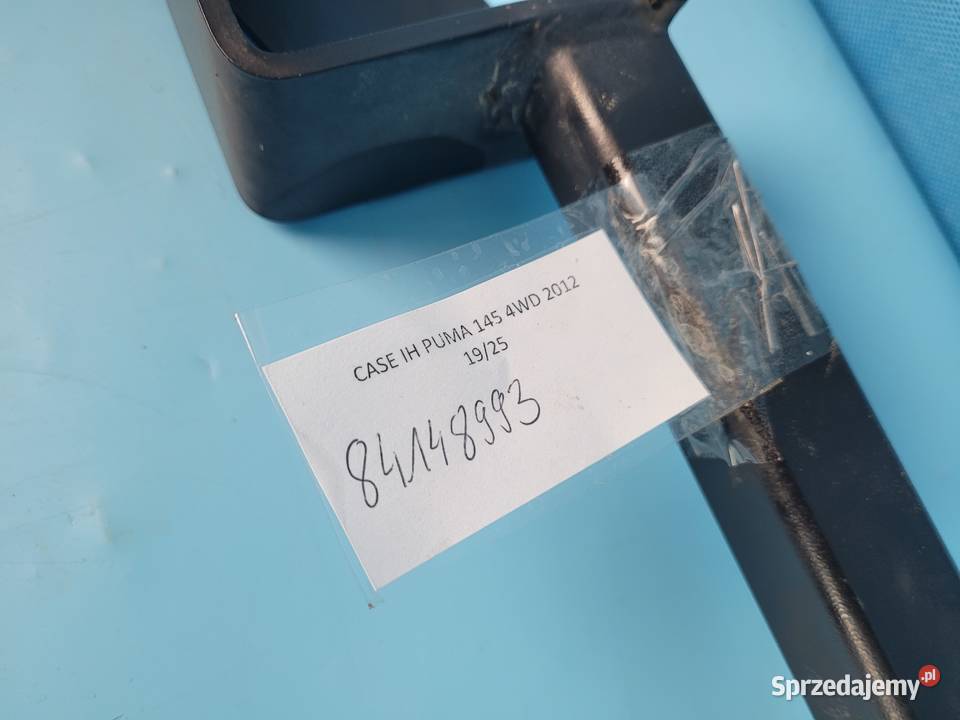 CASE IH PUMA 145 4WD 2012
19/25
84148993
Sprzedajemy.pl